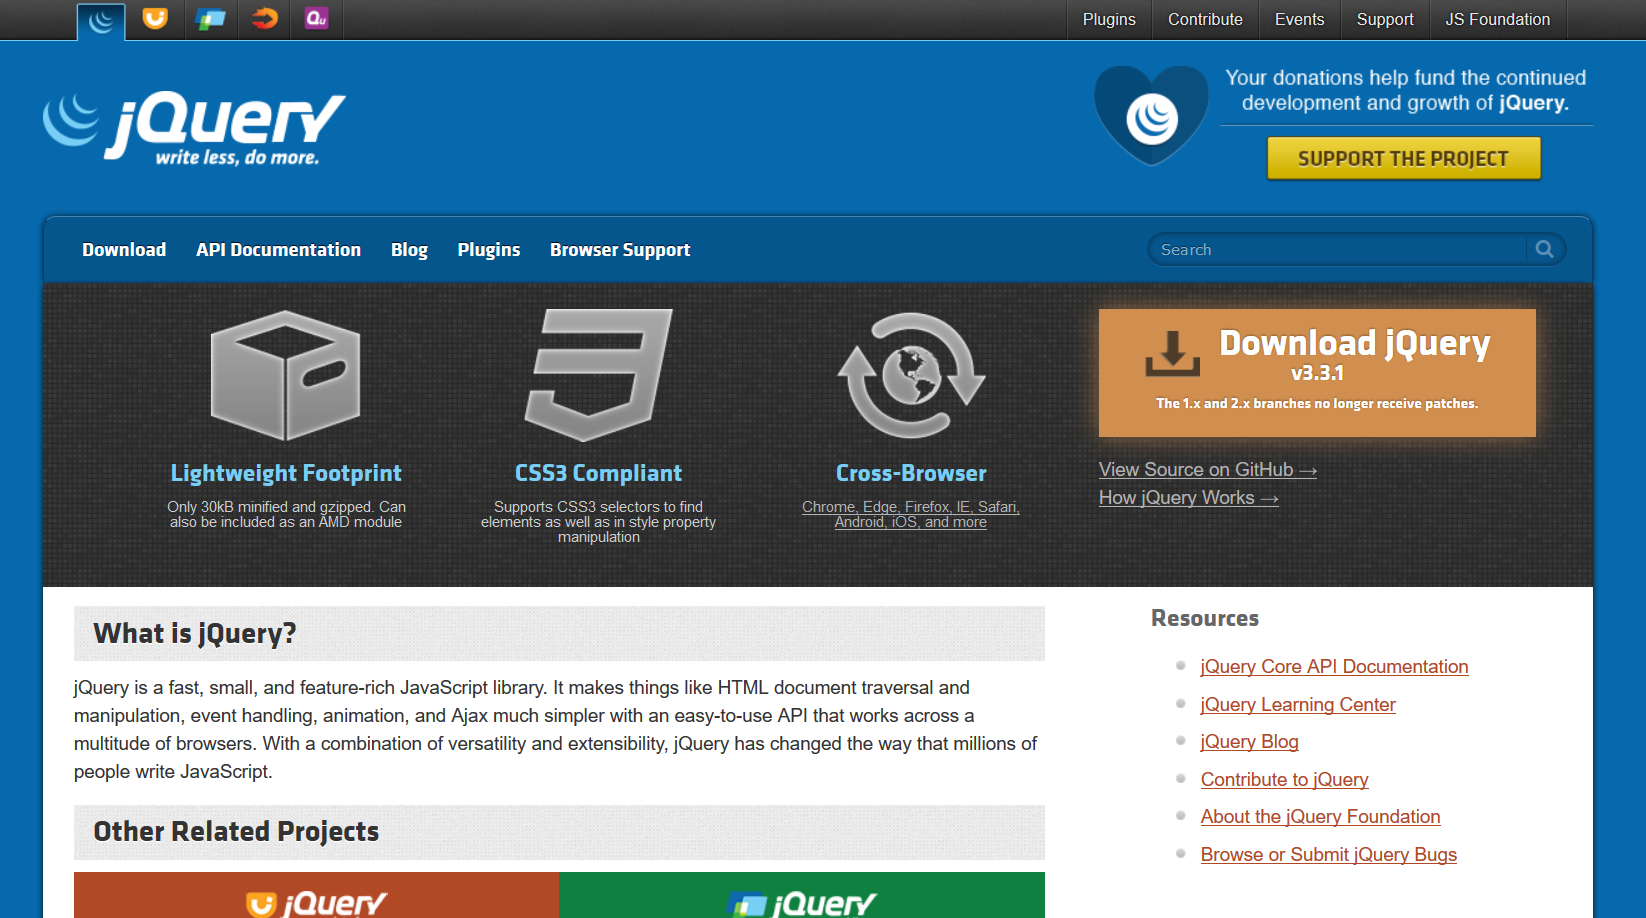 Plugins
Contribute
Events
Support
JS Foundation
Qu
jQuery
write less, do more.
Your donations help fund the continued
development and growth of jQuery.
SUPPORT THE PROJECT
Download
API Documentation
Blog
Plugins
Browser Support
Search
Lightweight Footprint
Only 30kB minified and gzipped. Can
also be included as an AMD module
CSS3 Compliant
Supports CSS3 selectors to find
elements as well as in style property
manipulation
Cross-Browser
Chrome, Edge, Firefox, IE, Safari,
Android, iOS, and more
Download jQuery
v3.3.1
The 1.x and 2.x branches no longer receive patches.
View Source on GitHub →
How jQuery Works →
What is jQuery?
jQuery is a fast, small, and feature-rich JavaScript library. It makes things like HTML document traversal and
manipulation, event handling, animation, and Ajax much simpler with an easy-to-use API that works across a
multitude of browsers. With a combination of versatility and extensibility, jQuery has changed the way that millions of
people write JavaScript.
Other Related Projects
jQuery
jQuery
Resources
jQuery Core API Documentation
jQuery Learning Center
jQuery Blog
Contribute to jQuery
About the jQuery Foundation
Browse or Submit jQuery Bugs